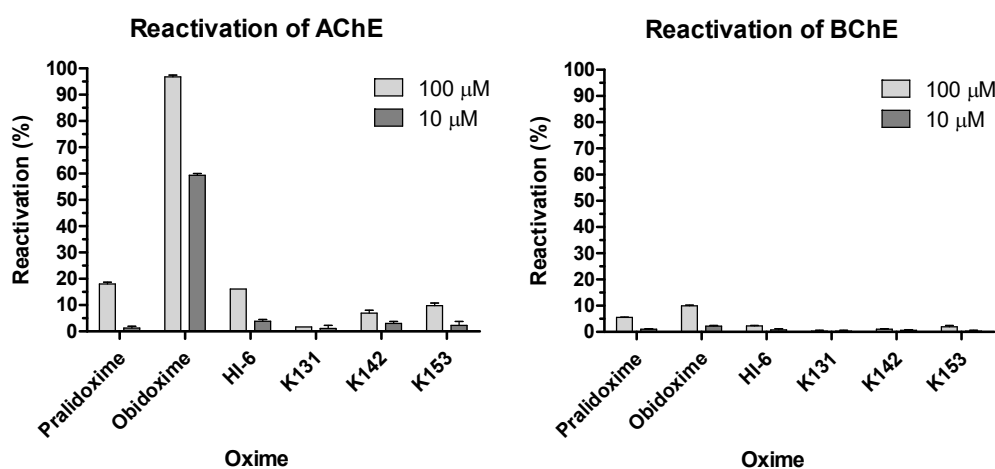 Reactivation of AChE
Reactivation (%)
100
90
80
70
60
50
40
30
20
10
0
100 μM
10 μM
Pralidoxime
Obidoxime
HI-6
K131
K142
K153
Oxime
Reactivation of BChE
Reactivation (%)
100
90
80
70
60
50
40
30
20
10
0
100 μM
10 μM
Pralidoxime
Obidoxime
HI-6
K131
K142
K153
Oxime